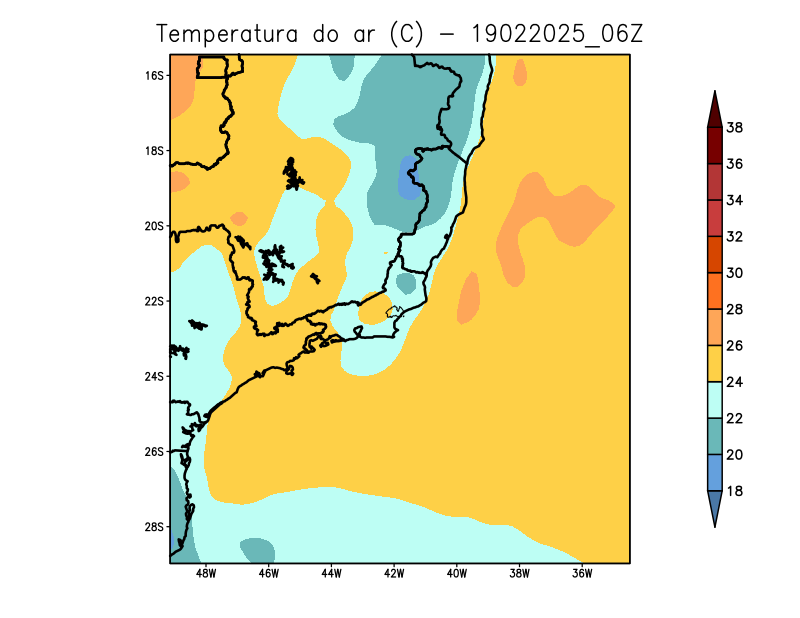 Temperatura do ar (C) – 19022025_06Z
16S
18S
20S
22S
24S
26S
28S
48W 46W 44W 42W 40W 38W 36W
38
36
34
32
30
28
26
24
22
20
18